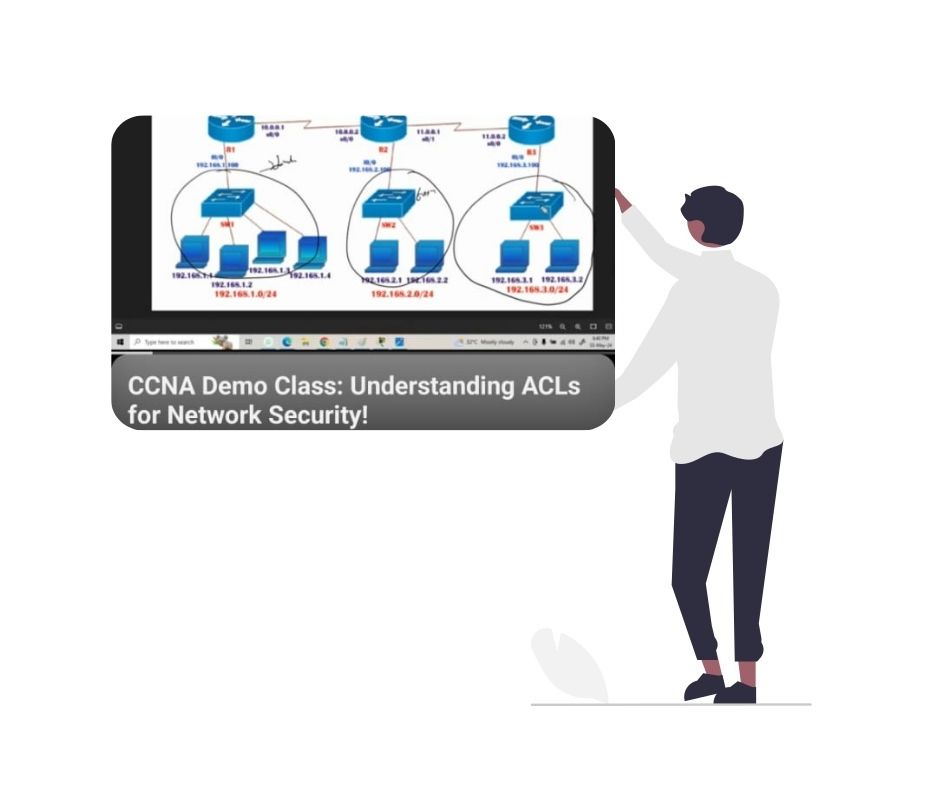 10.0.0.1
s0/0
10.0.0.2
s0/0
11.0.0.1
s0/1
11.0.0.2
s0/0
R1
R2
R3
f0/0
192.168.1.100
f0/0
192.168.2.100
f0/0
192.168.3.100
SW1
SW2
SW3
192.168.1.1
192.168.1.2
192.168.1.3
192.168.1.4
192.168.2.1
192.168.2.2
192.168.3.1
192.168.3.2
192.168.1.0/24
192.168.2.0/24
192.168.3.0/24
121%
Type here to search
32°C Mostly cloudy
CCNA Demo Class: Understanding ACLs
for Network Security!